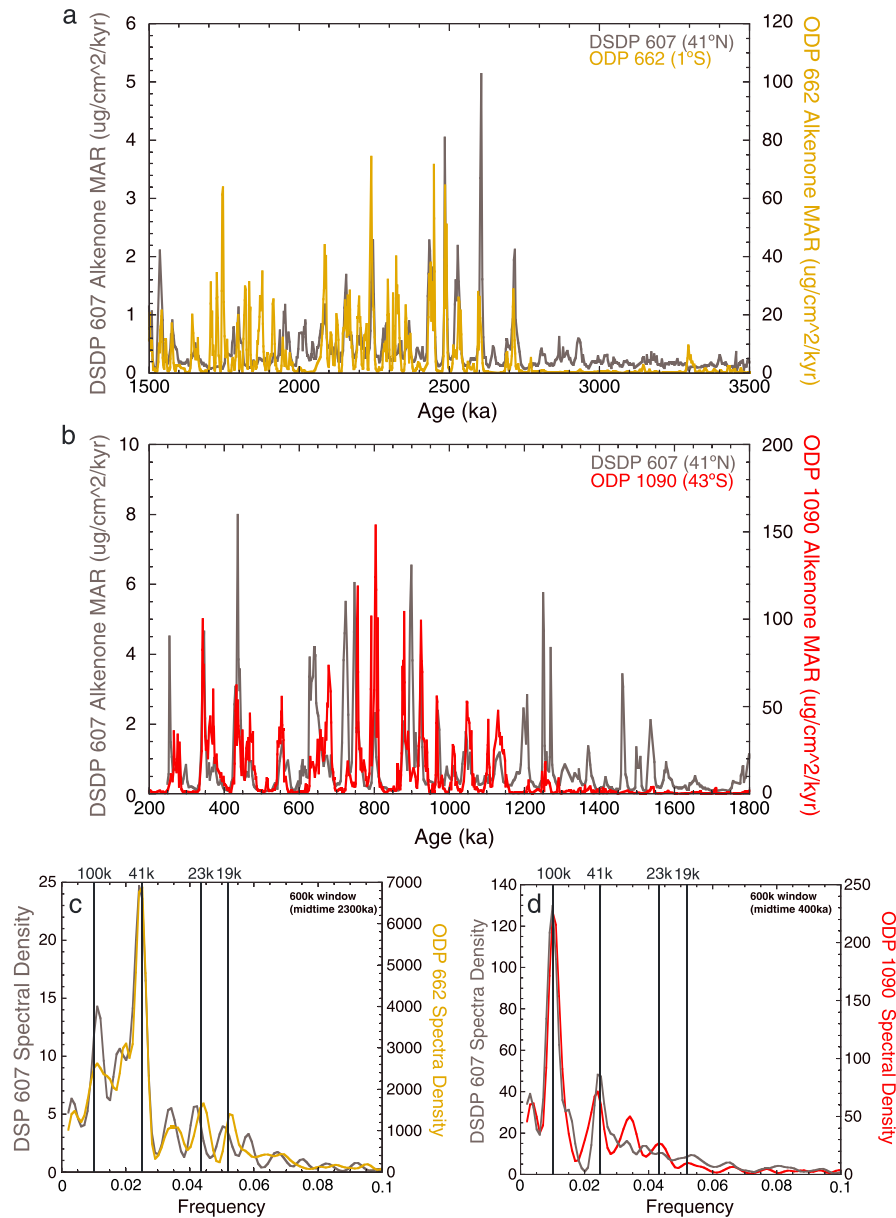 a
DSDP 607 Alkenone MAR (ug/cm^2/kyr)
6
5
4
3
2
1
0
DSDP 607 (41ºN)
ODP 662 (1ºS)
120
100
80
60
40
20
0
ODP 662 Alkenone MAR (ug/cm^2/kyr)
1500 2000 2500 3000 3500
Age (ka)
b
DSDP 607 Alkenone MAR (ug/cm^2/kyr)
10
8
6
4
2
0
DSDP 607 (41ºN)
ODP 1090 (43ºS)
200
150
100
50
0
ODP 1090 Alkenone MAR (ug/cm^2/kyr)
200 400 600 800 1000 1200 1400 1600 1800
Age (ka)
100k 41k 23k 19k
c
600k window
(midtime 2300ka)
DSP 607 Spectral Density
25
20
15
10
5
0
7000
6000
5000
4000
3000
2000
1000
0
ODP 662 Spectra Density
0 0.02 0.04 0.06 0.08 0.1
Frequency
100k 41k 23k 19k
d
600k window
(midtime 400ka)
DSDP 607 Spectra Density
140
120
100
80
60
40
20
0
250
200
150
100
50
0
ODP 1090 Spectral Density
0 0.02 0.04 0.06 0.08 0.1
Frequency